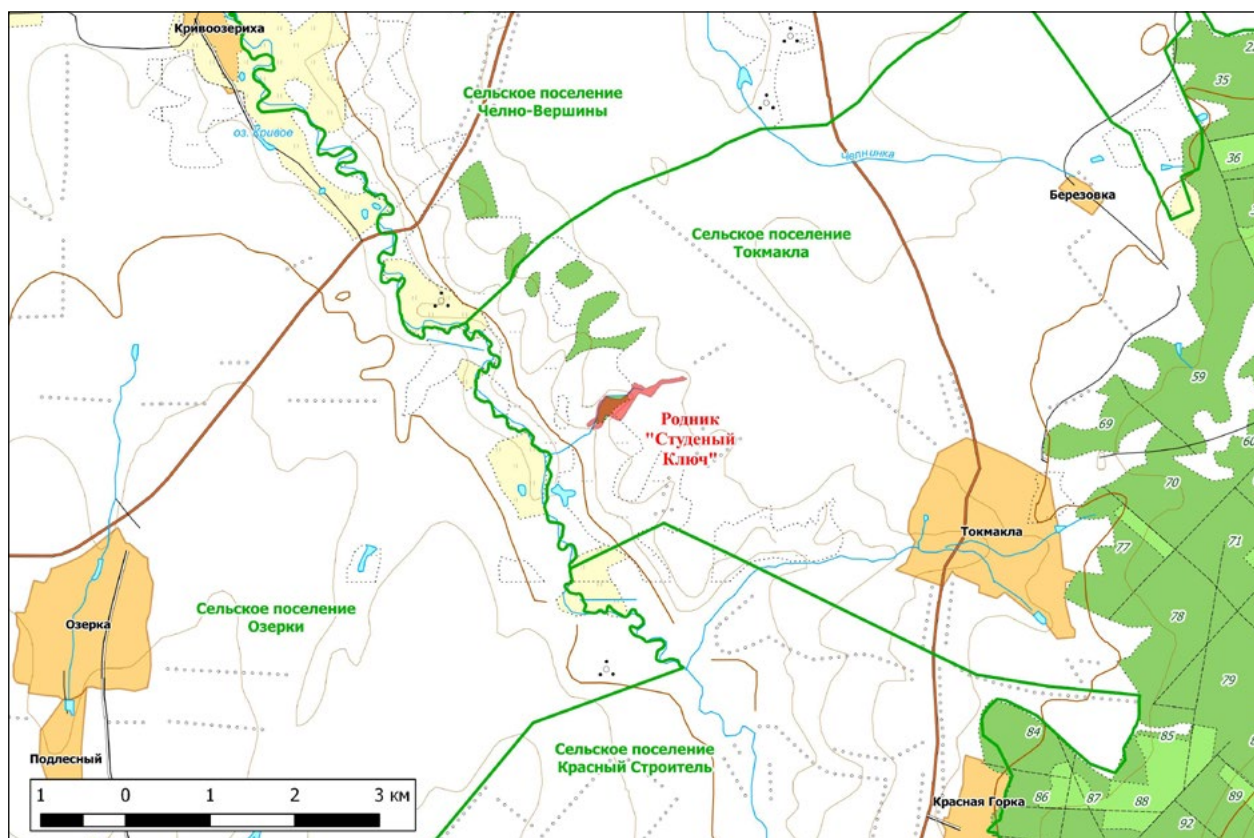 Кривоозериха
35
Сельское поселение
Челно-Вершины
оз. Кривое
Челнинка
36
Березовка
Сельское поселение
Токмакла
59
Родник
"Студеный
Ключ"
69
60
70
Токмакла
77
71
Сельское поселение
Озерки
Озерка
78
79
84
85
Сельское поселение
Красный Строитель
Подлесный
1 0 1 2 3 км
Красная Горка
86
87
88
89
92